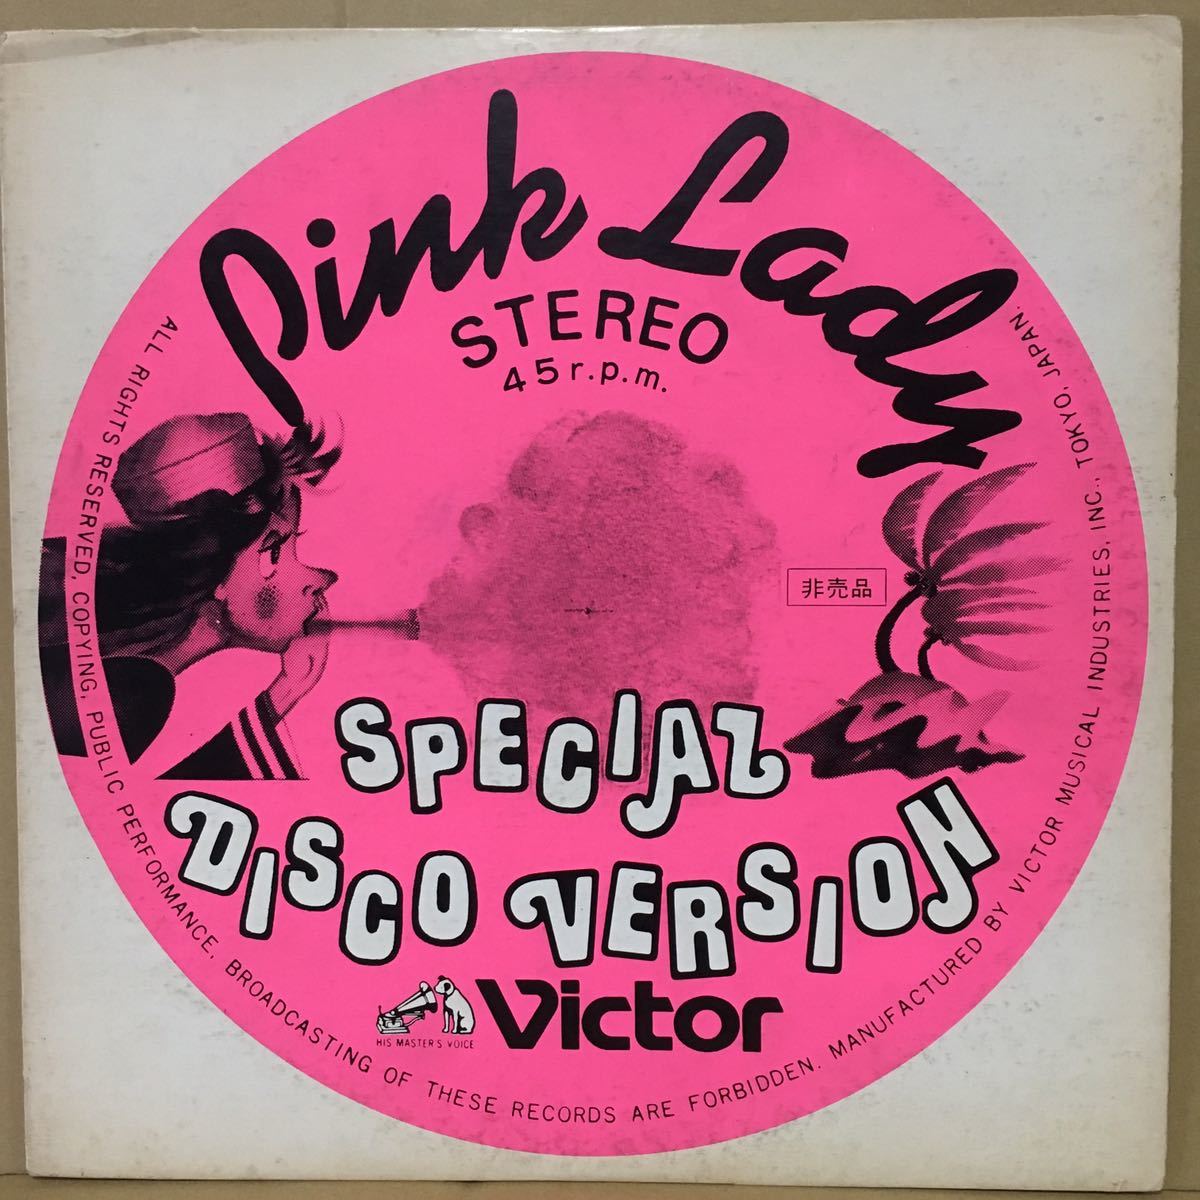 Pink Lady
STEREO
45 r.p.m.
非売品
SPECIAL
DISCO VERSION
HIS MASTER'S VOICE
Victor
ALL RIGHTS RESERVED, COPYING, PUBLIC PERFORMANCE, BROADCASTING OF THESE RECORDS ARE FORBIDDEN. MANUFACTURED BY VICTOR MUSICAL INDUSTRIES, INC., TOKYO, JAPAN.